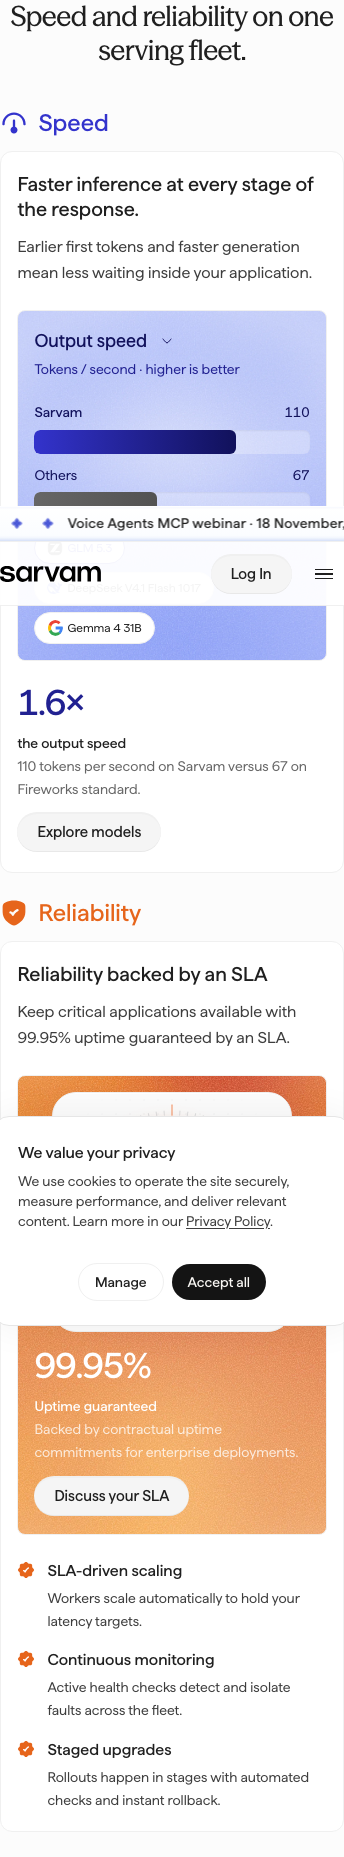 Speed and reliability on one
serving fleet.
Speed
Faster inference at every stage of
the response.
Earlier first tokens and faster generation
mean less waiting inside your application.
Output speed
Tokens / second · higher is better
Sarvam 110
Others 67
Voice Agents MCP webinar · 18 November,
GLM 5.3
sarvam
Log In
DeepSeek V4.1 Flash 1017
Gemma 4 31B
1.6×
the output speed
110 tokens per second on Sarvam versus 67 on
Fireworks standard.
Explore models
Reliability
Reliability backed by an SLA
Keep critical applications available with
99.95% uptime guaranteed by an SLA.
We value your privacy
We use cookies to operate the site securely,
measure performance, and deliver relevant
content. Learn more in our Privacy Policy.
Manage
Accept all
99.95%
Uptime guaranteed
Backed by contractual uptime
commitments for enterprise deployments.
Discuss your SLA
SLA-driven scaling
Workers scale automatically to hold your
latency targets.
Continuous monitoring
Active health checks detect and isolate
faults across the fleet.
Staged upgrades
Rollouts happen in stages with automated
checks and instant rollback.